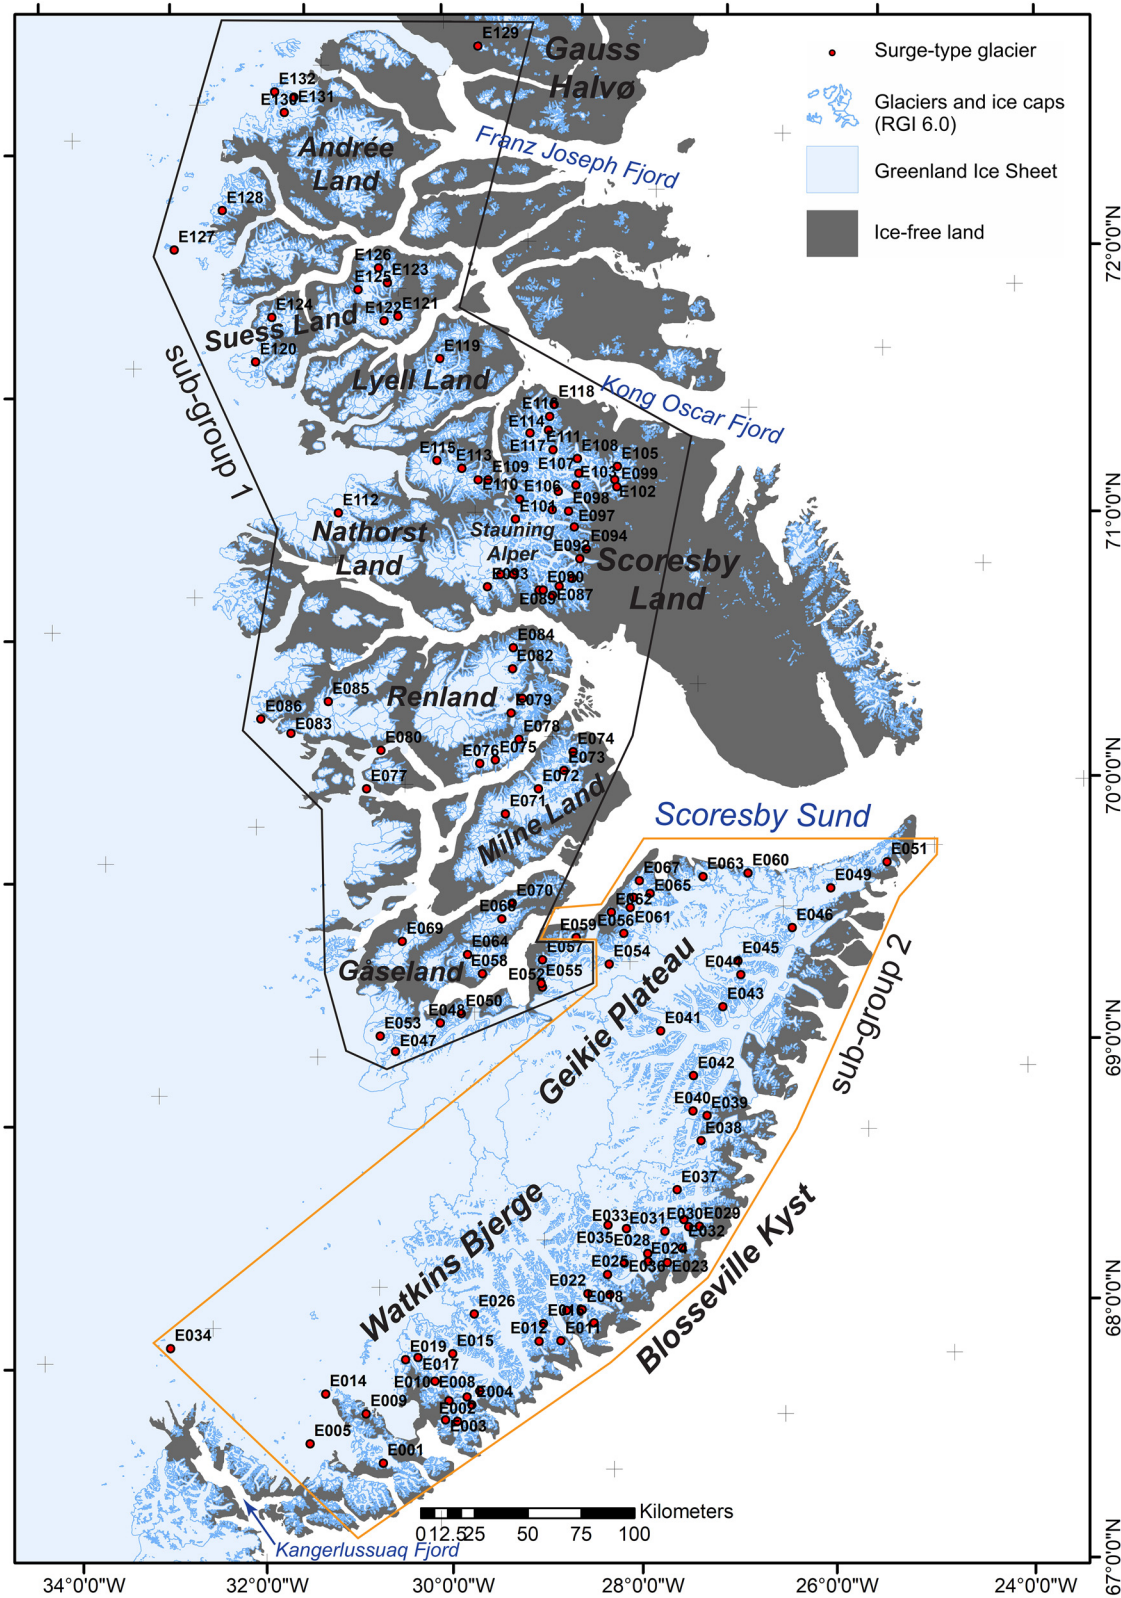 E129
Gauss
Halvø
Surge-type glacier
Glaciers and ice caps
(RGI 6.0)
Greenland Ice Sheet
Ice-free land
E132
E131
E130
Andrée
Land
Franz Joseph Fjord
E128
E127
E126
E123
E125
E124
E122
E121
Suess Land
E120
E119
Lyell Land
sub-group 1
Kong Oscar Fjord
E118
E116
E114
E111
E117
E108
E105
E115
E113
E109
E107
E103
E099
E110
E106
E102
E112
E101
E098
E097
Nathorst
Land
Stauning
Alper
E094
E092
Scoresby
Land
E093
E090
E089
E087
E084
E082
Renland
E085
E079
E086
E083
E078
E080
E074
E076
E075
E073
E077
E072
E071
Milne Land
Scoresby Sund
E051
E067
E063
E060
E065
E049
E070
E062
E068
E056
E061
E046
E059
E069
E064
E057
E054
E045
Gåseland
E058
E052
E055
E044
E050
E043
E048
E053
E047
E041
Geikie Plateau
sub-group 2
E042
E040
E039
E038
E037
Watkins Bjerge
E033
E031
E030
E029
E035
E028
E032
E024
E025
E036
E023
Blosseville Kyst
E022
E018
E026
E016
E012
E011
E034
E019
E015
E017
E014
E010
E008
E004
E009
E002
E003
E005
E001
Kilometers
0 12.5 25 50 75 100
Kangerlussuaq Fjord
72°0'0"N
71°0'0"N
70°0'0"N
69°0'0"N
68°0'0"N
67°0'0"N
34°0'0"W 32°0'0"W 30°0'0"W 28°0'0"W 26°0'0"W 24°0'0"W